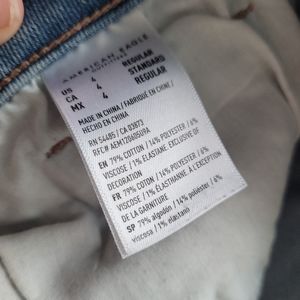 AMERICAN EAGLE
OUTFITTERS
US 4 REGULAR
CA 4 STANDARD
MX 4 REGULAR
MADE IN CHINA / FABRIQUÉ EN CHINE /
HECHO EN CHINA
RN 54485 / CA 03873
EN 79% COTTON / 14% POLYESTER / 6%
VISCOSE / 1% ELASTANE EXCLUSIVE OF
DECORATION
FR 79% COTON / 14% POLYESTER / 6%
VISCOSE / 1% ÉLASTHANNE À L'EXCEPTION
DE LA GARNITURE
SP 79% algodón / 14% poliéster / 6%
viscosa / 1% elastano